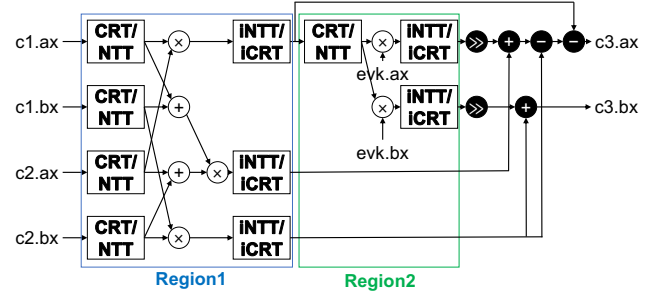 c1.ax
CRT/
NTT
×
iNTT/
iCRT
CRT/
NTT
×
iNTT/
iCRT
>>
+
−
−
c3.ax
evk.ax
c1.bx
CRT/
NTT
+
×
iNTT/
iCRT
>>
+
c3.bx
evk.bx
c2.ax
CRT/
NTT
+
×
iNTT/
iCRT
c2.bx
CRT/
NTT
×
iNTT/
iCRT
Region1
Region2